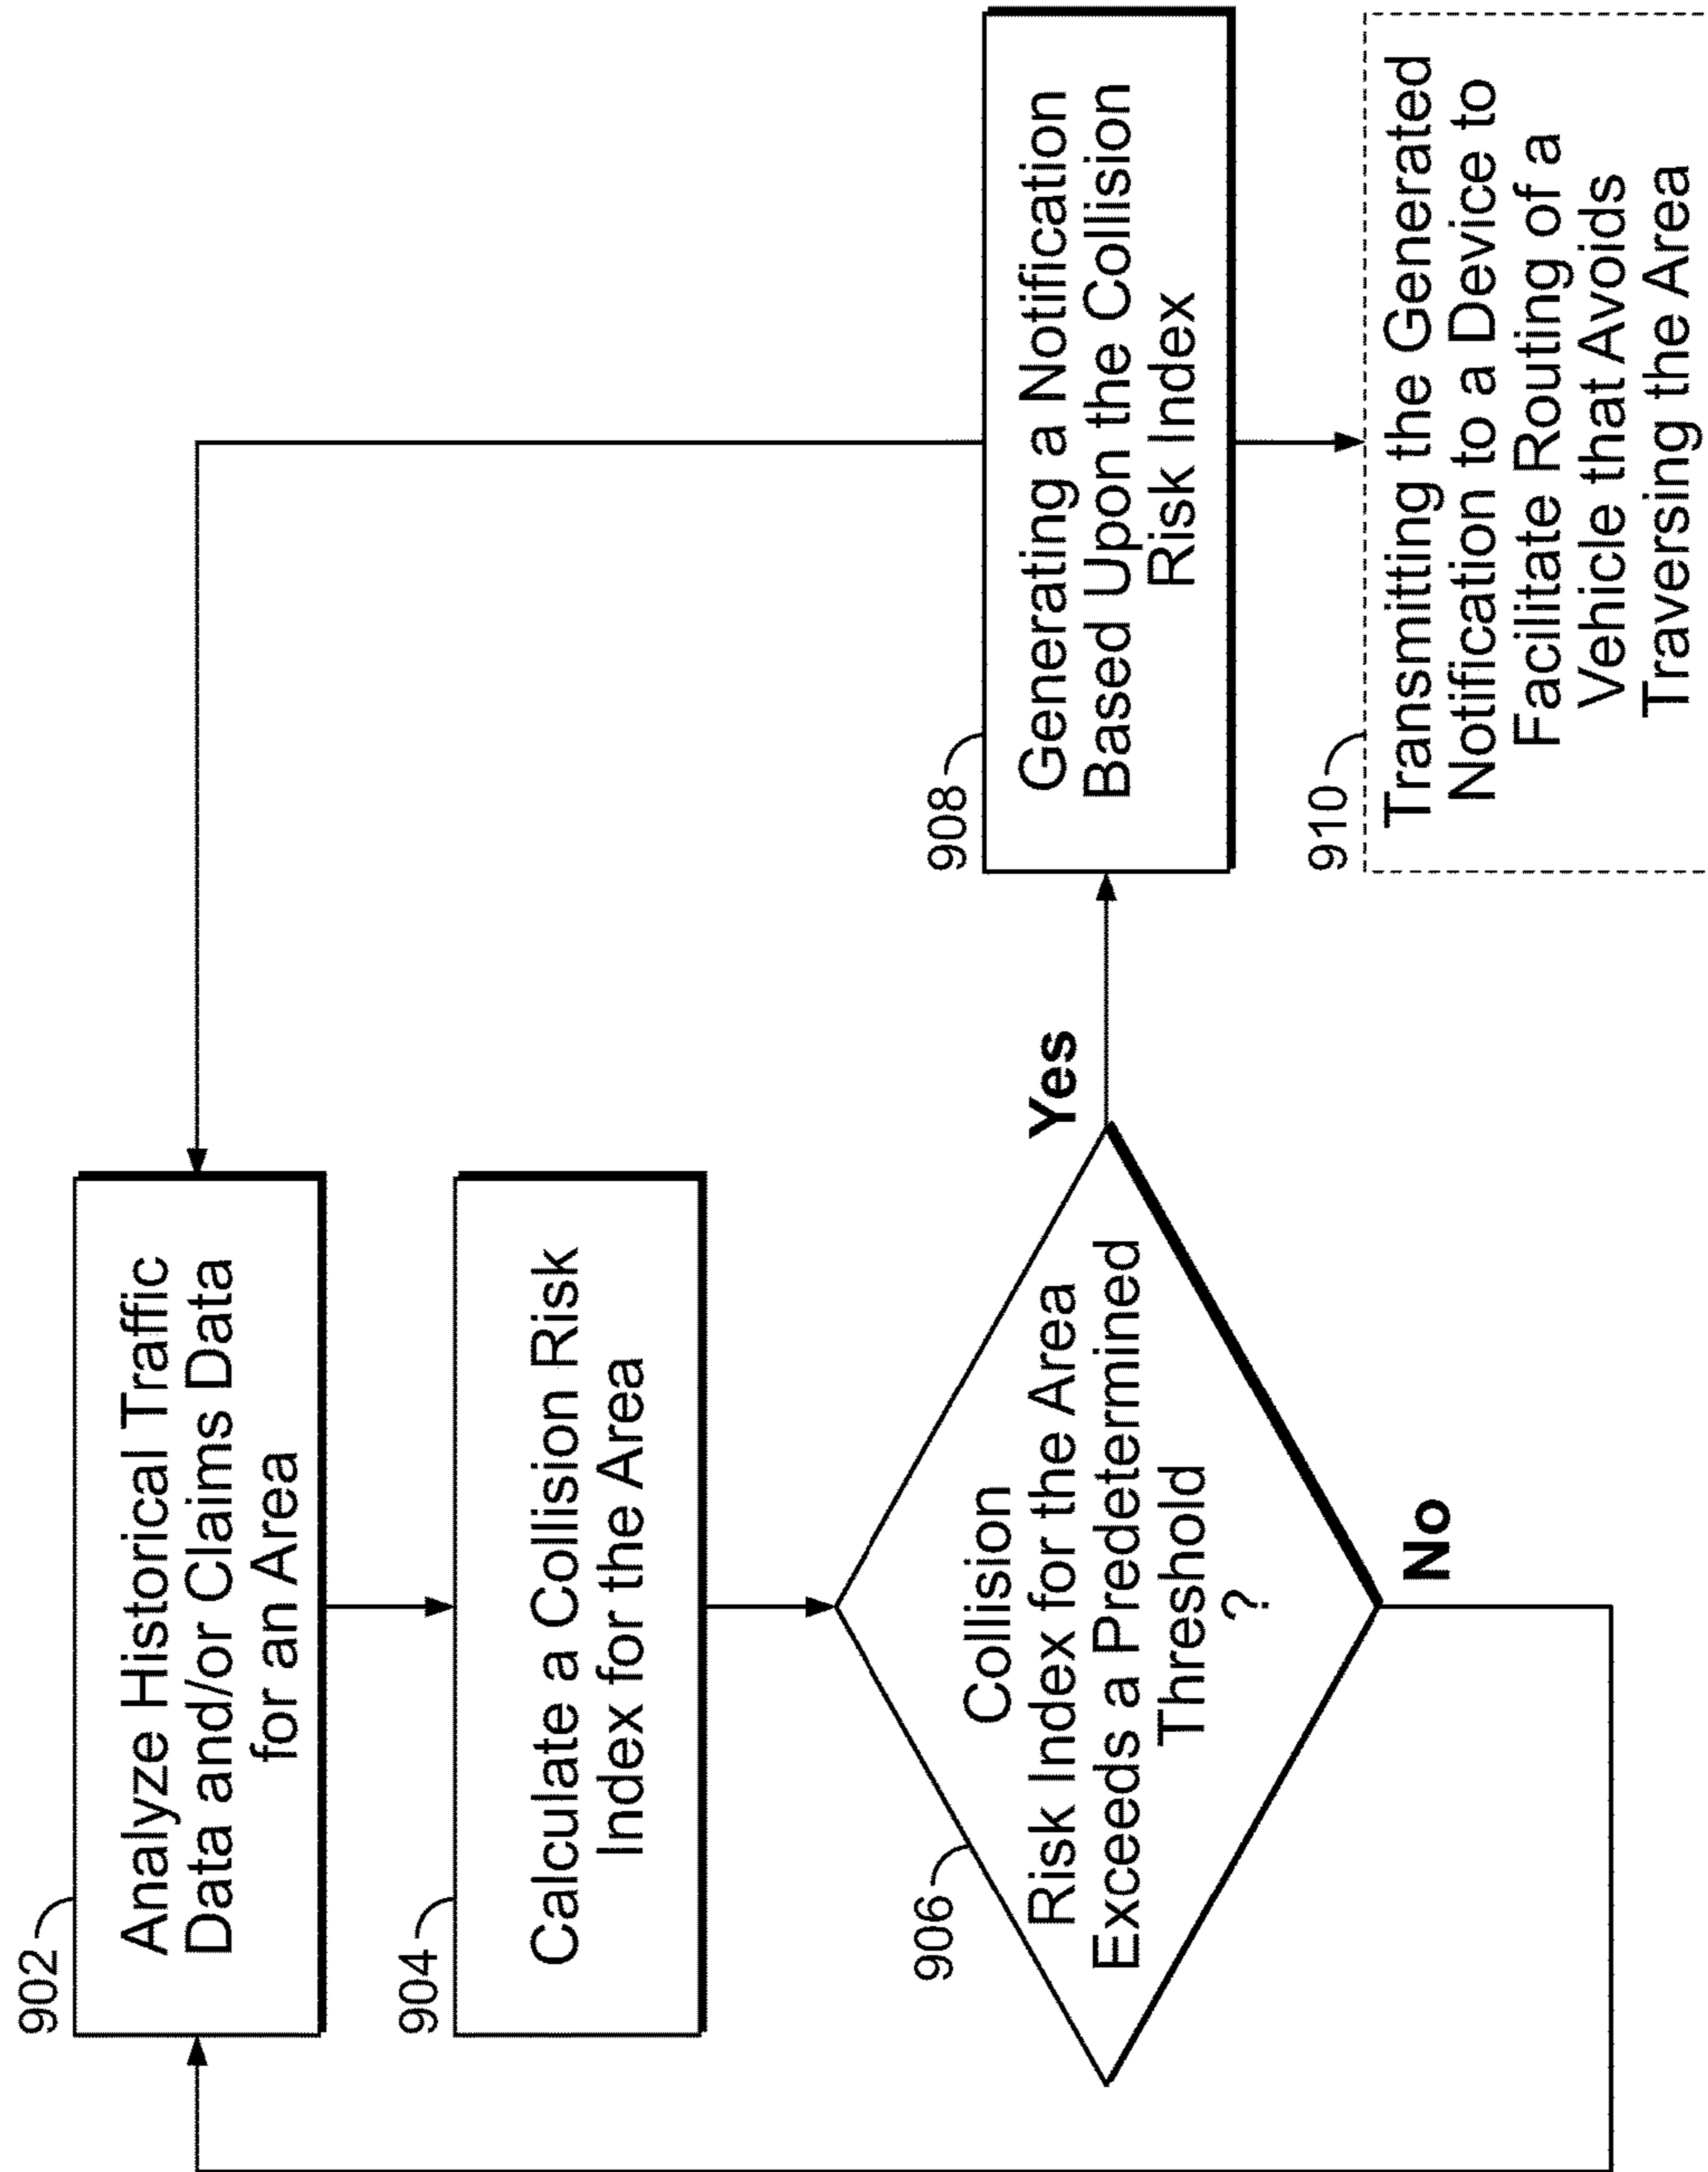 902
Analyze Historical Traffic
Data and/or Claims Data
for an Area
904
Calculate a Collision Risk
Index for the Area
906
Collision
Risk Index for the Area
Exceeds a Predetermined
Threshold
?
Yes
No
908
Generating a Notification
Based Upon the Collision
Risk Index
910
Transmitting the Generated
Notification to a Device to
Facilitate Routing of a
Vehicle that Avoids
Traversing the Area